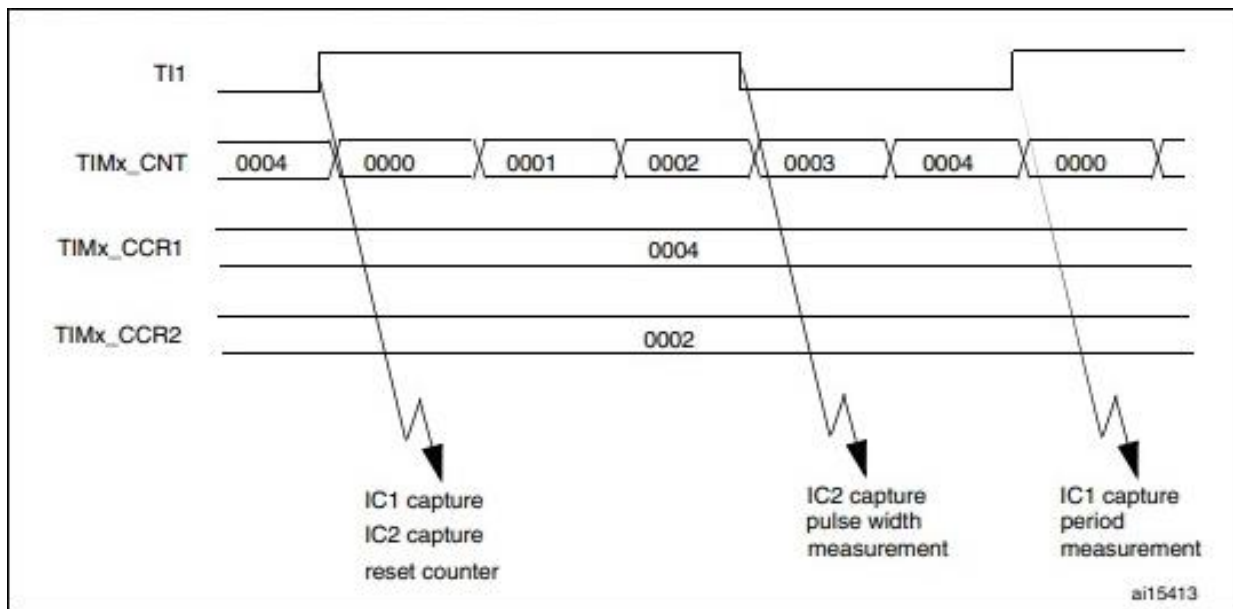 TI1
TIMx_CNT
0004 0000 0001 0002 0003 0004 0000
TIMx_CCR1
0004
TIMx_CCR2
0002
IC1 capture
IC2 capture
reset counter
IC2 capture
pulse width
measurement
IC1 capture
period
measurement
ai15413